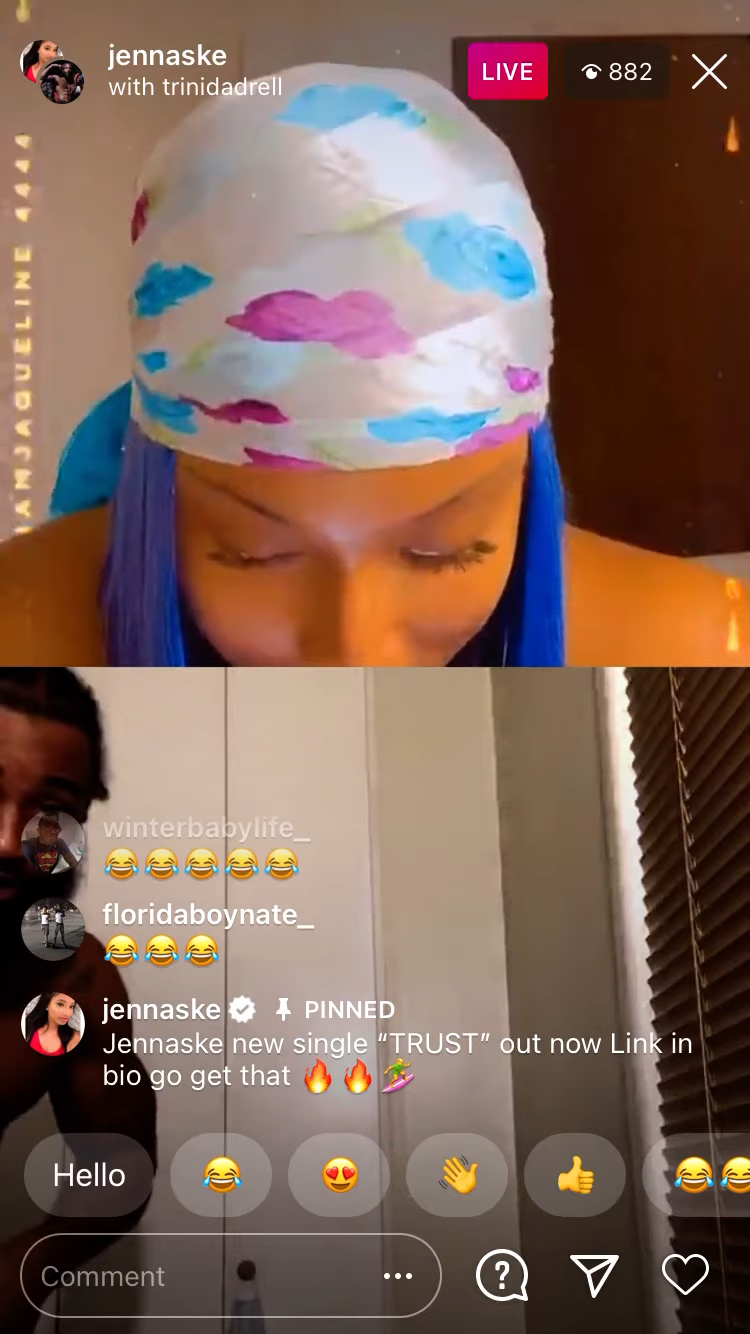 jennaske
with trinidadrell
LIVE
882
IAMJAQUELINE 4444
winterbabylife_
😂😂😂😂😂
floridaboynate_
😂😂😂
jennaske PINNED
Jennaske new single “TRUST” out now Link in
bio go get that 🔥🔥🏄‍♀️
Hello 😂 😍 👋 👍 😂😂
Comment